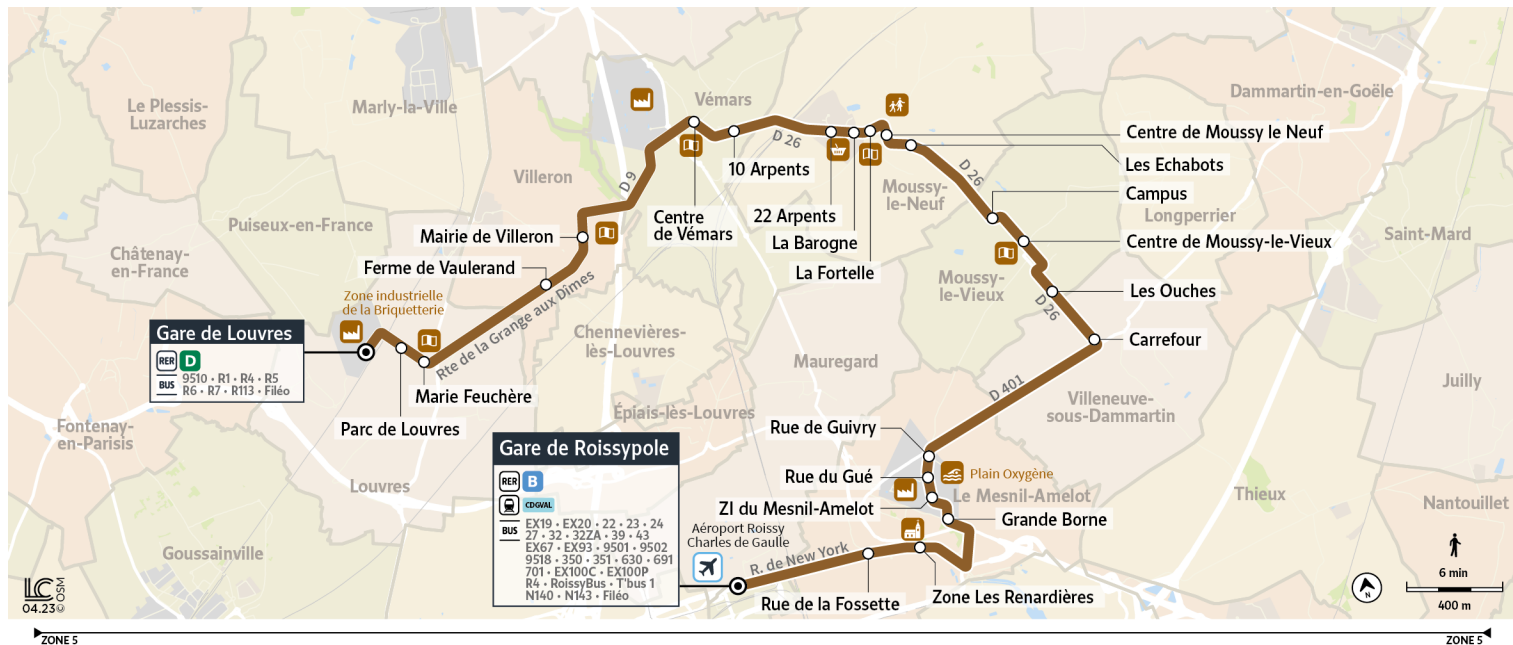 Le Plessis-
Luzarches
Marly-la-Ville
Vémars
Dammartin-en-Goële
D 26
Centre de Moussy le Neuf
10 Arpents
Les Echabots
Villeron
D 9
D 26
Moussy-
le-Neuf
Campus
Longperrier
Puiseux-en-France
Centre
de Vémars
22 Arpents
Mairie de Villeron
La Barogne
Centre de Moussy-le-Vieux
Saint-Mard
Châtenay-
en-France
Ferme de Vaulerand
La Fortelle
Moussy-
le-Vieux
Les Ouches
Zone industrielle
de la Briquetterie
Rte de la Grange aux Dîmes
D 26
Gare de Louvres
RER D
BUS
9510 • R1 • R4 • R5
R6 • R7 • R113 • Filéo
Chennevières-
lès-Louvres
Carrefour
Mauregard
Marie Feuchère
D 401
Juilly
Parc de Louvres
Épiais-lès-Louvres
Villeneuve-
sous-Dammartin
Fontenay-
en-Parisis
Rue de Guivry
Gare de Roissypole
RER B
CDGVAL
BUS
EX19 • EX20 • 22 • 23 • 24
27 • 32 • 32ZA • 39 • 43
EX67 • EX93 • 9501 • 9502
9518 • 350 • 351 • 630 • 691
701 • EX100C • EX100P
R4 • RoissyBus • T'bus 1
N140 • N143 • Filéo
Louvres
Rue du Gué
Plain Oxygène
Le Mesnil-Amelot
ZI du Mesnil-Amelot
Thieux
Nantouillet
Grande Borne
Aéroport Roissy
Charles de Gaulle
Goussainville
R. de New York
Rue de la Fossette
Zone Les Renardières
N
6 min
400 m
LC
04.23© OSM
ZONE 5
ZONE 5